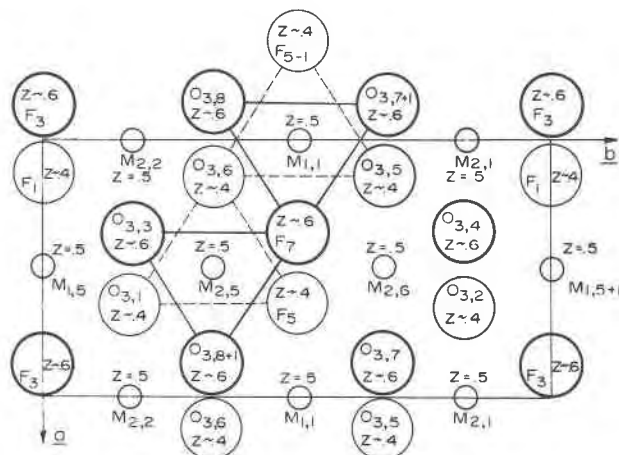 Z~.4
F5-1
Z~.6
F3
O3,8
Z~.6
O3,7+1
Z~.6
Z~.6
F3
Z=.5
b
M2,2
Z=.5
M1,1
M2,1
Z=.5
F1
Z~.4
O3,6
Z~.4
O3,5
Z~.4
F1
Z~.4
O3,3
Z~.6
Z~.6
F7
O3,4
Z~.6
Z=.5
M1,5
Z=.5
M2,5
Z=.5
M2,6
Z=.5
M1,5+1
O3,1
Z~.4
Z~.4
F5
O3,2
Z~.4
Z~.6
F3
O3,8+1
Z~.6
O3,7
Z~.6
Z~.6
F3
Z=.5
M2,2
Z=.5
M1,1
Z=.5
M2,1
O3,6
Z~.4
O3,5
Z~.4
a